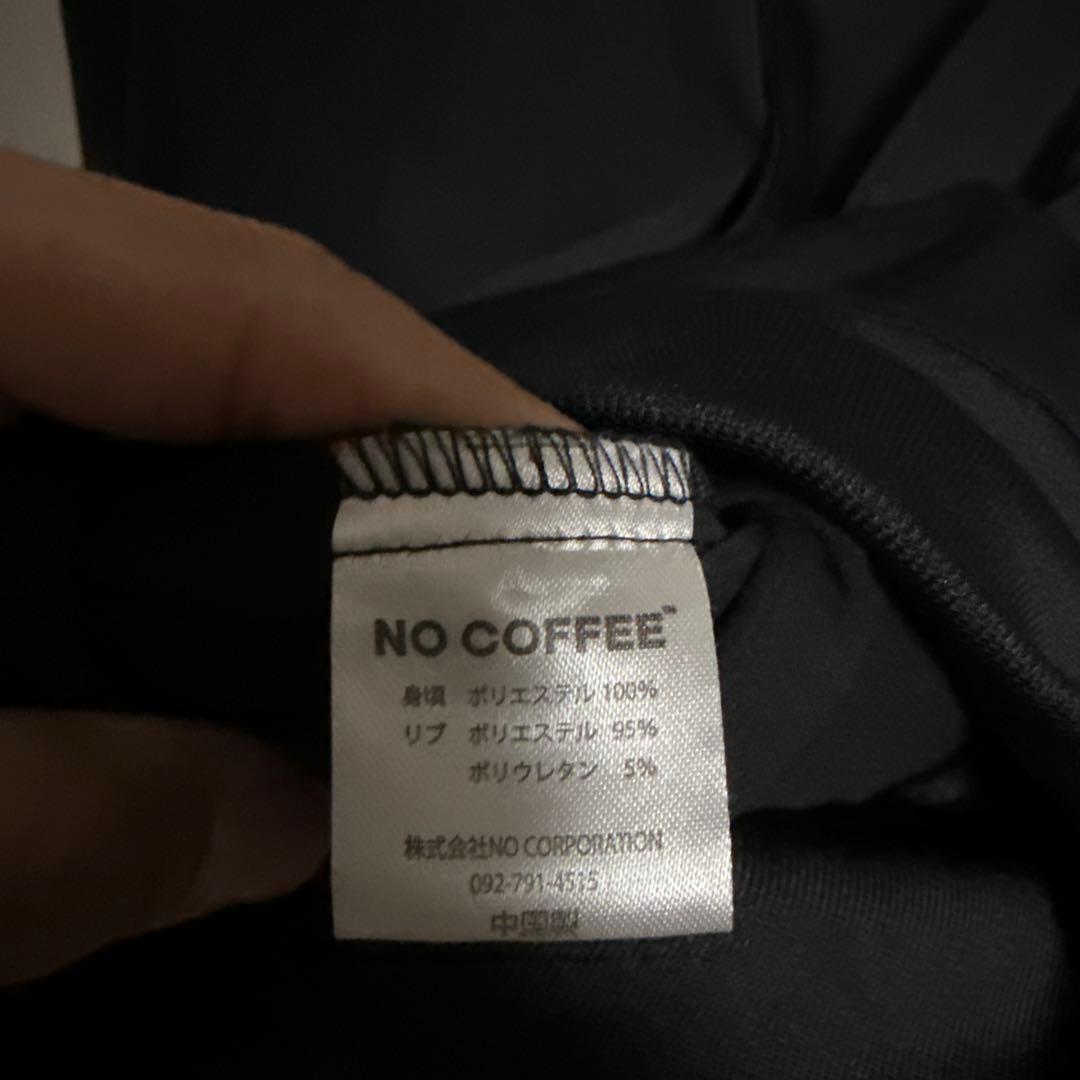 NO COFFEE™
身頃 ポリエステル 100%
リブ ポリエステル 95%
ポリウレタン 5%
株式会社NO CORPORATION
092-791-4515
中国製